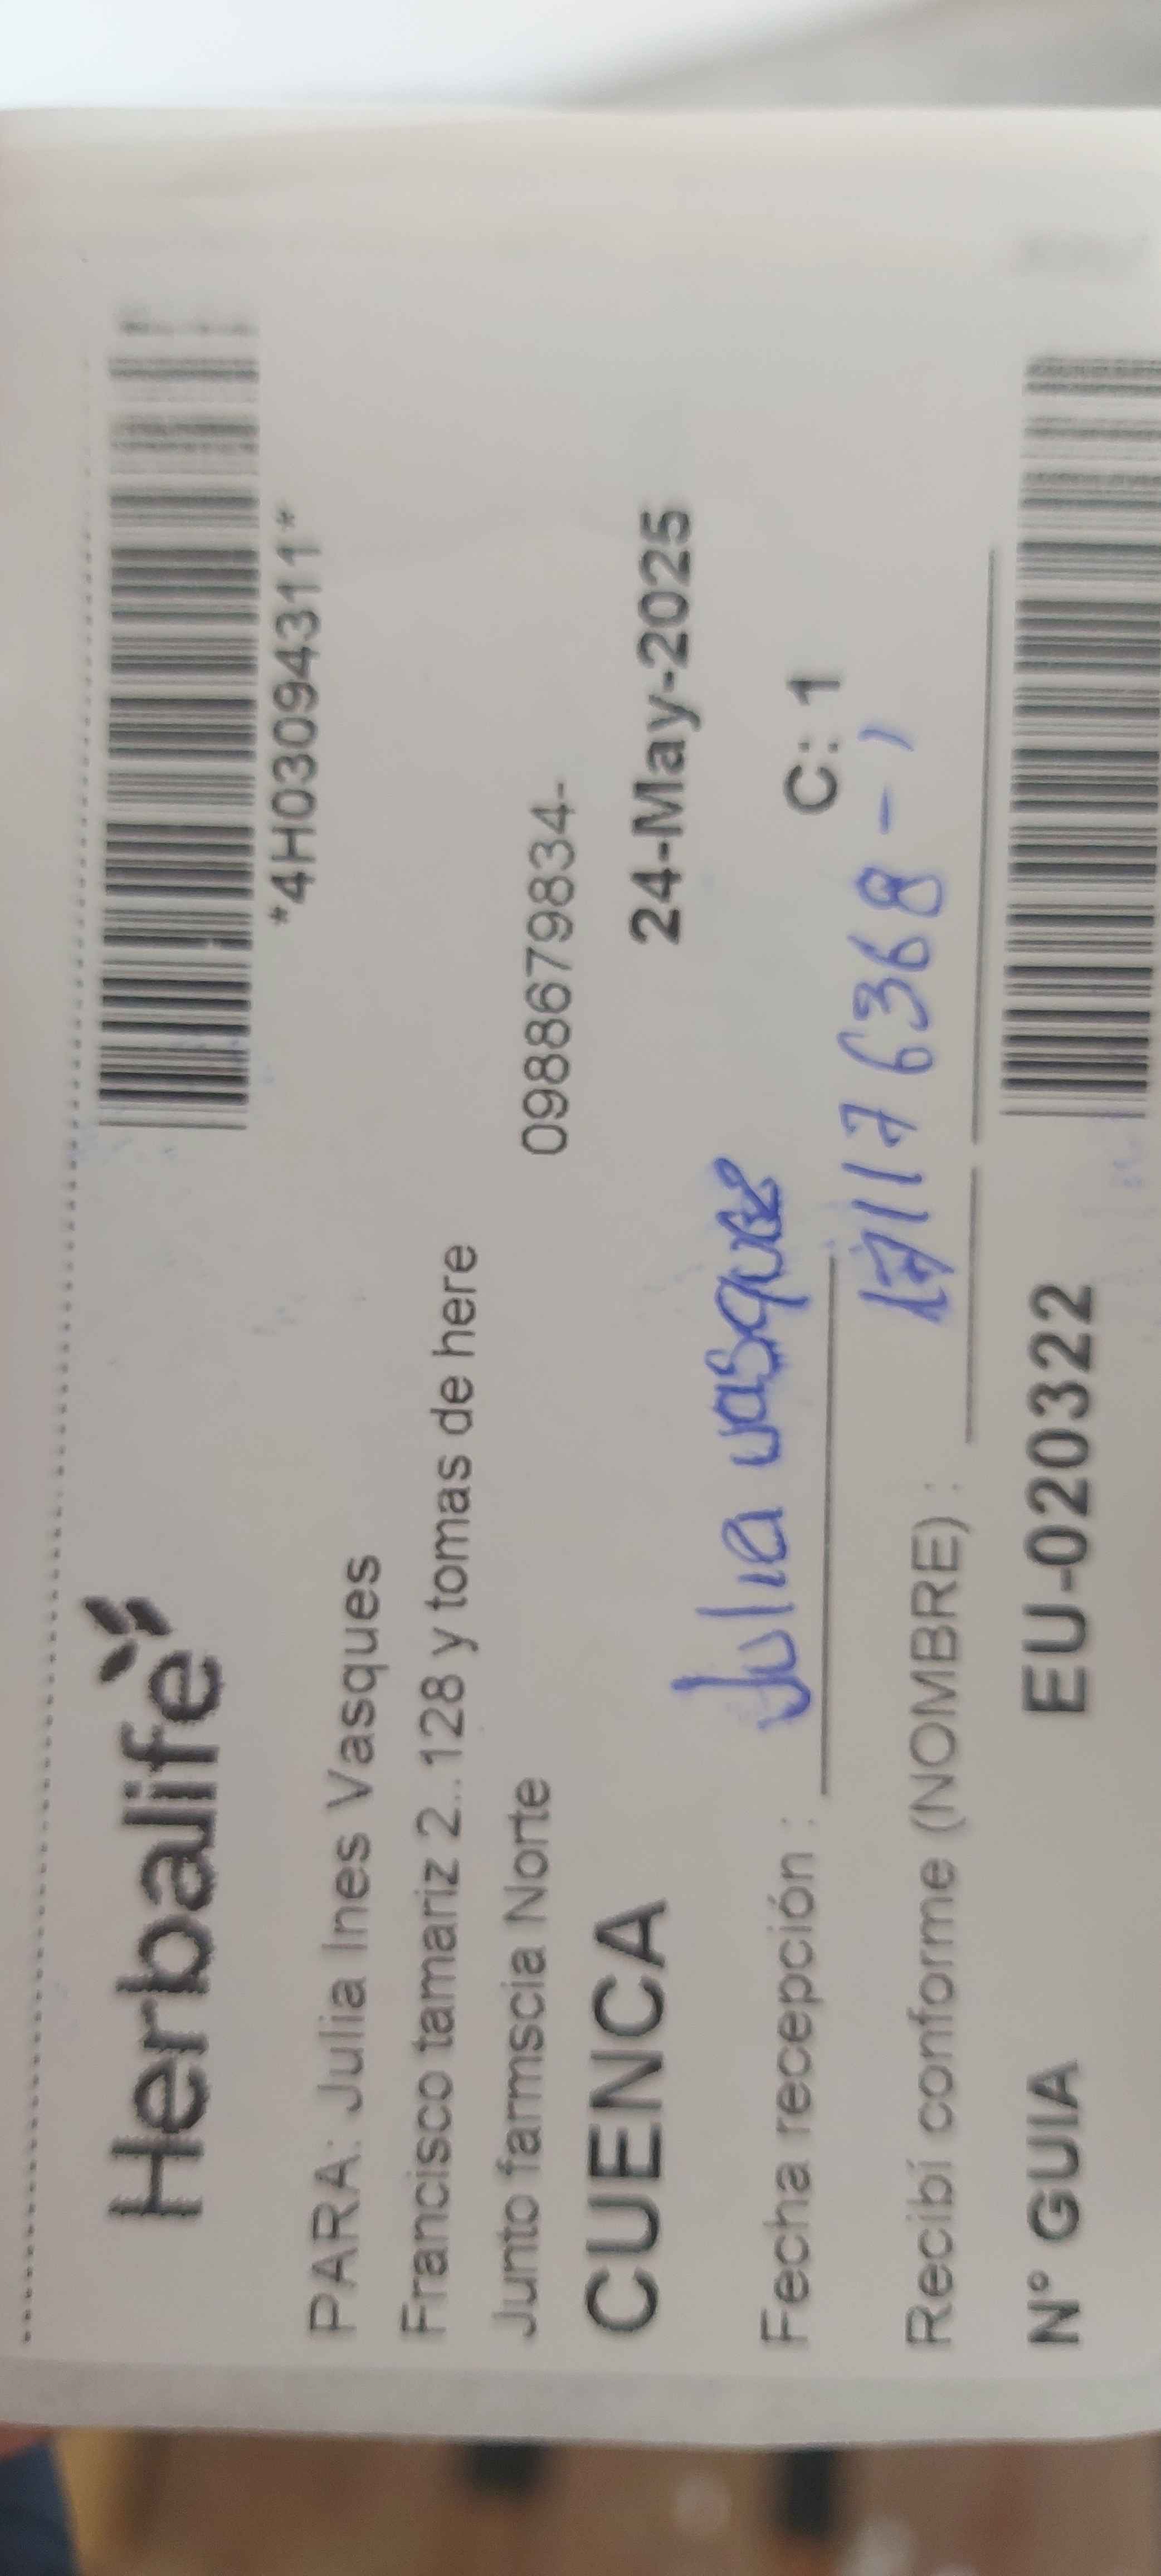 Herbalife
*4H03094311*
PARA: Julia Ines Vasques
Francisco tamariz 2..128 y tomas de here
Junto farmscia Norte
0988679834-
CUENCA
24-May-2025
C: 1
Julia vasquez
Fecha recepción :
Recibí conforme (NOMBRE) :
N° GUIA
EU-020322